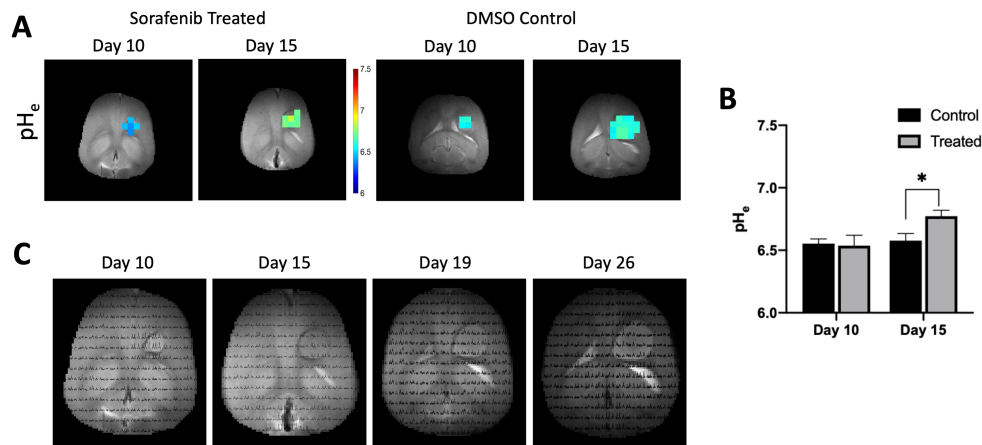 A
Sorafenib Treated
DMSO Control
Day 10
Day 15
Day 10
Day 15
pHe
7.5
7
6.5
6
B
Control
Treated
7.5
7.0
6.5
6.0
pHe
*
Day 10
Day 15
C
Day 10
Day 15
Day 19
Day 26